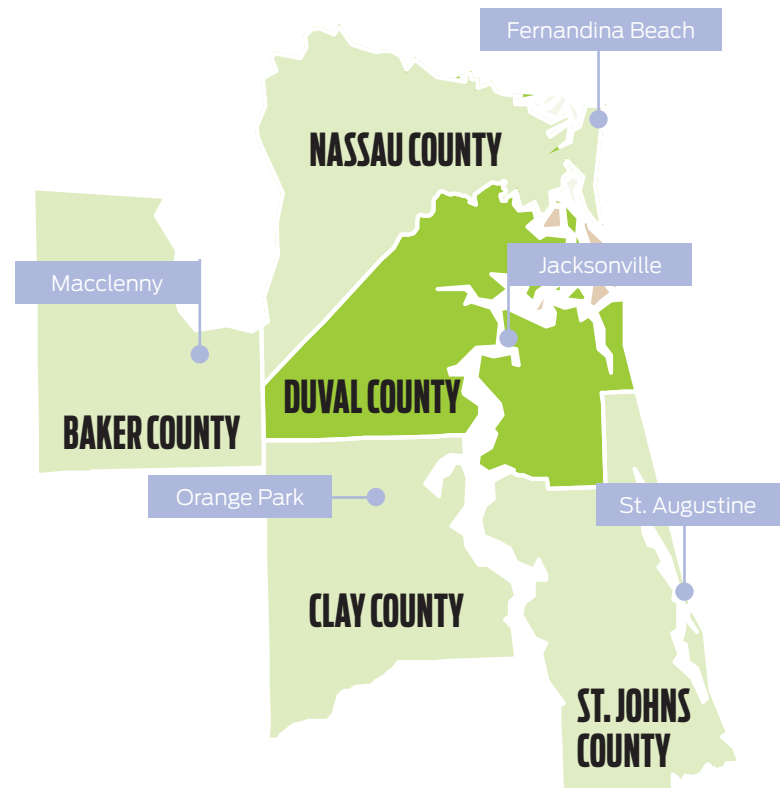 Fernandina Beach
NASSAU COUNTY
Jacksonville
Macclenny
DUVAL COUNTY
BAKER COUNTY
Orange Park
St. Augustine
CLAY COUNTY
ST. JOHNS
COUNTY